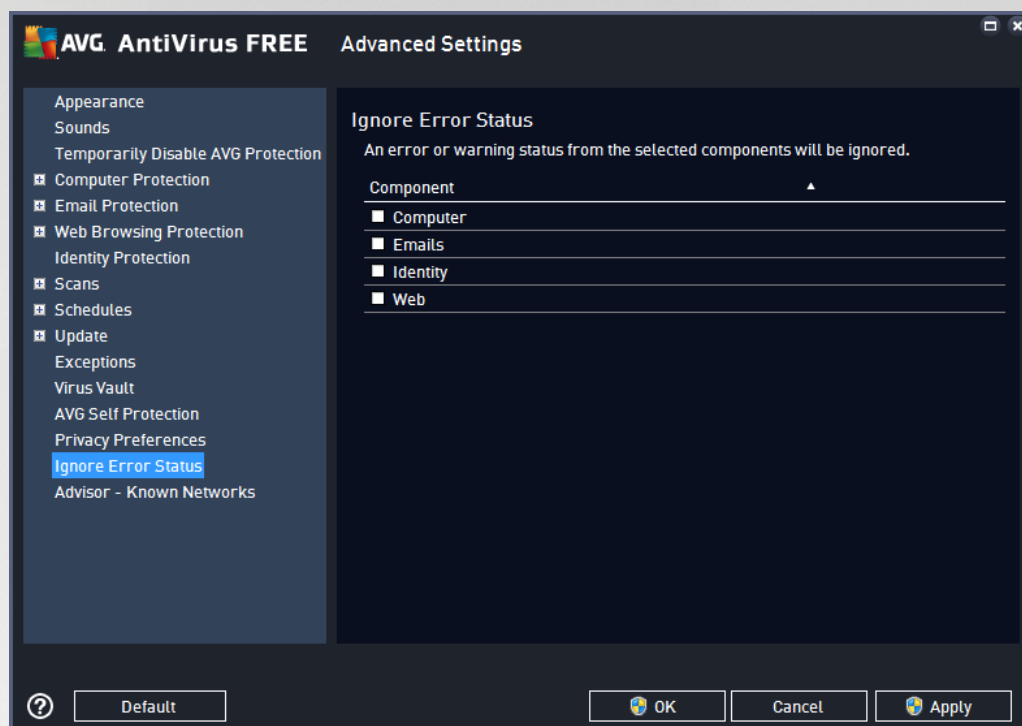 AVG. AntiVirus FREE Advanced Settings
Appearance
Sounds
Temporarily Disable AVG Protection
Computer Protection
Email Protection
Web Browsing Protection
Identity Protection
Scans
Schedules
Update
Exceptions
Virus Vault
AVG Self Protection
Privacy Preferences
Ignore Error Status
Advisor - Known Networks
Ignore Error Status
An error or warning status from the selected components will be ignored.
Component
Computer
Emails
Identity
Web
? Default OK Cancel Apply